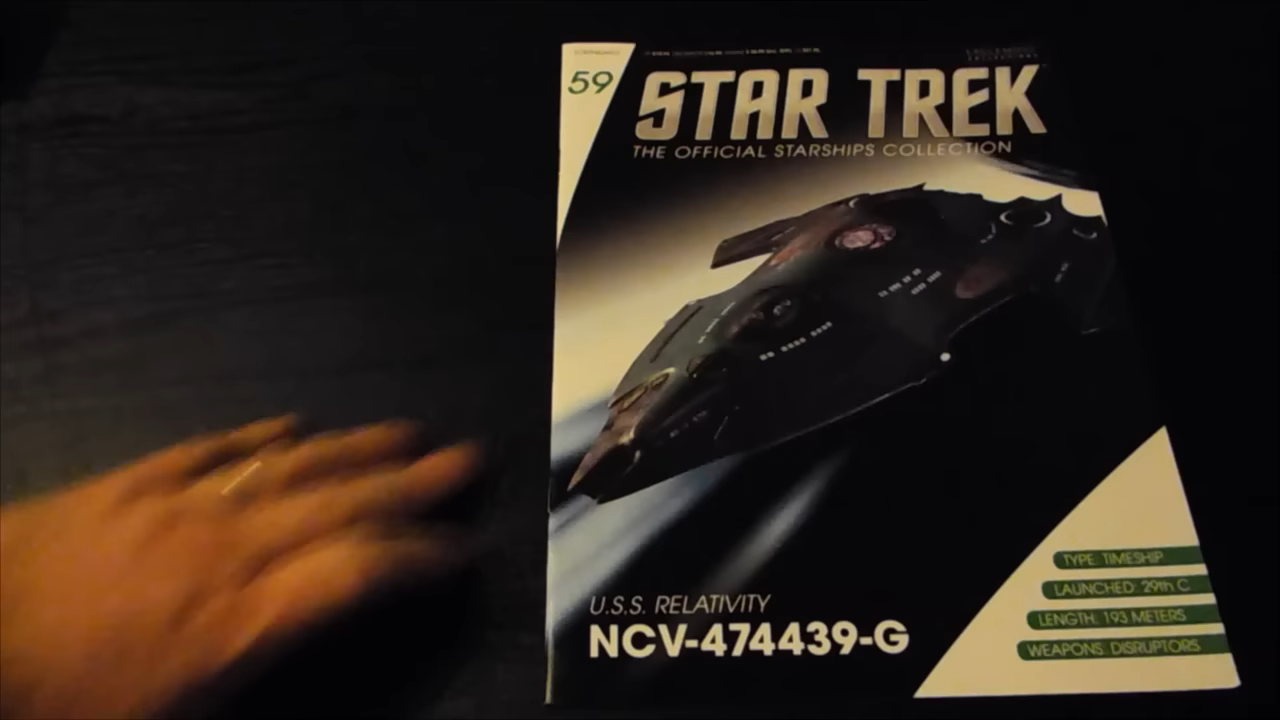 59
STAR TREK
THE OFFICIAL STARSHIPS COLLECTION
U.S.S. RELATIVITY
NCV-474439-G
TYPE: TIMESHIP
LAUNCHED: 29th C
LENGTH: 193 METERS
WEAPONS: DISRUPTORS